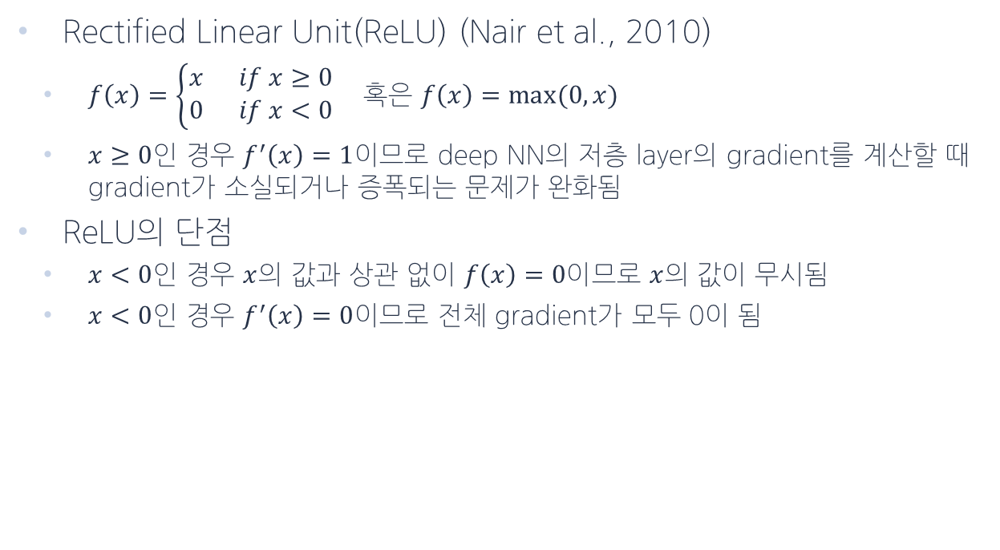 • Rectified Linear Unit(ReLU) (Nair et al., 2010)
• f(x) = {x if x ≥ 0
0 if x < 0 혹은 f(x) = max(0, x)
• x ≥ 0인 경우 f′(x) = 1이므로 deep NN의 저층 layer의 gradient를 계산할 때
gradient가 소실되거나 증폭되는 문제가 완화됨
• ReLU의 단점
• x < 0인 경우 x의 값과 상관 없이 f(x) = 0이므로 x의 값이 무시됨
• x < 0인 경우 f′(x) = 0이므로 전체 gradient가 모두 0이 됨